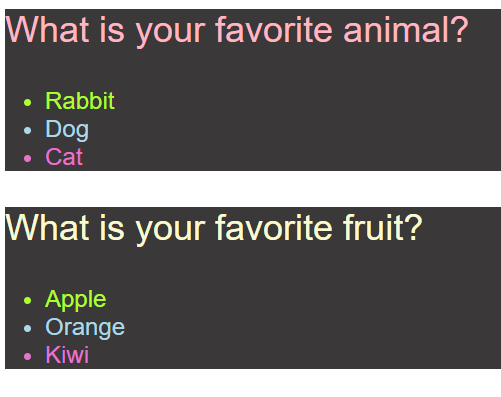 What is your favorite animal?
• Rabbit
• Dog
• Cat
What is your favorite fruit?
• Apple
• Orange
• Kiwi